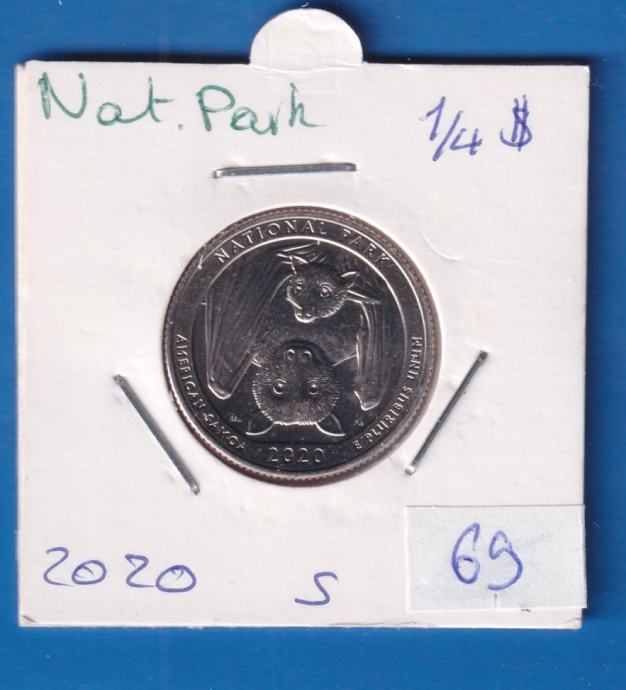 Nat. Park
1/4 $
NATIONAL PARK
AMERICAN SAMOA
E PLURIBUS UNUM
2020
2020
S
69